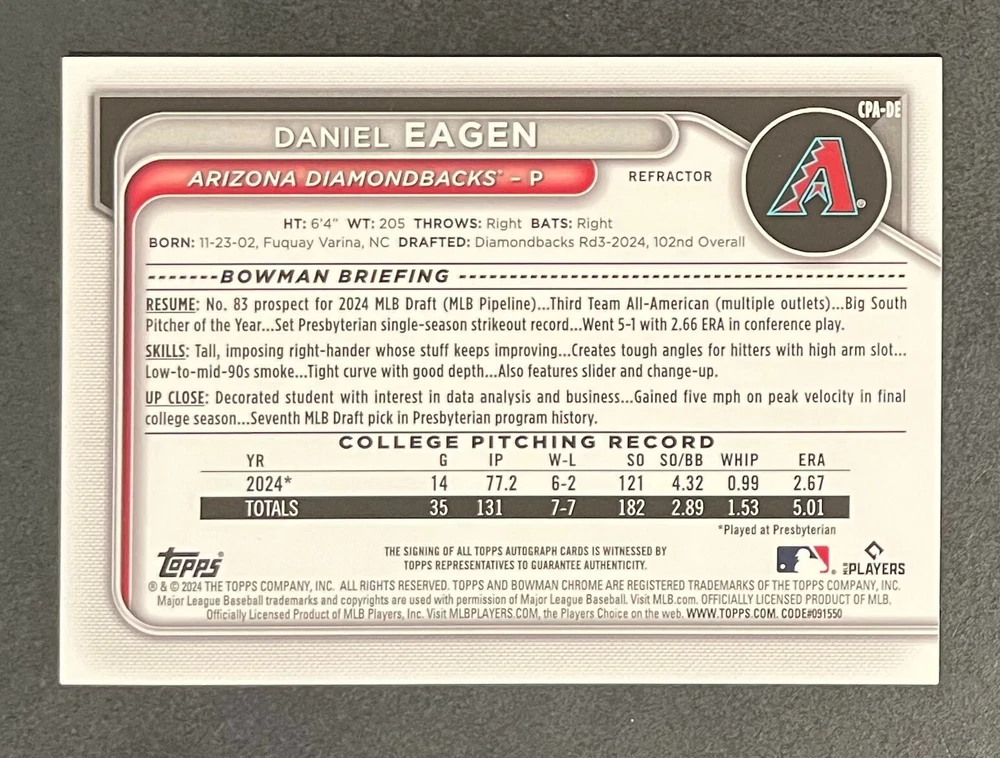 CPA-DE
DANIEL EAGEN
ARIZONA DIAMONDBACKS® – P
REFRACTOR
A®
HT: 6'4" WT: 205 THROWS: Right BATS: Right
BORN: 11-23-02, Fuquay Varina, NC DRAFTED: Diamondbacks Rd3-2024, 102nd Overall
BOWMAN BRIEFING
RESUME: No. 83 prospect for 2024 MLB Draft (MLB Pipeline)...Third Team All-American (multiple outlets)...Big South
Pitcher of the Year...Set Presbyterian single-season strikeout record...Went 5-1 with 2.66 ERA in conference play.
SKILLS: Tall, imposing right-hander whose stuff keeps improving...Creates tough angles for hitters with high arm slot...
Low-to-mid-90s smoke...Tight curve with good depth...Also features slider and change-up.
UP CLOSE: Decorated student with interest in data analysis and business...Gained five mph on peak velocity in final
college season...Seventh MLB Draft pick in Presbyterian program history.
COLLEGE PITCHING RECORD
YR G IP W-L SO SO/BB WHIP ERA
2024* 14 77.2 6-2 121 4.32 0.99 2.67
TOTALS 35 131 7-7 182 2.89 1.53 5.01
*Played at Presbyterian
Topps®
THE SIGNING OF ALL TOPPS AUTOGRAPH CARDS IS WITNESSED BY
TOPPS REPRESENTATIVES TO GUARANTEE AUTHENTICITY.
MLB PLAYERS
® & © 2024 THE TOPPS COMPANY, INC. ALL RIGHTS RESERVED. TOPPS AND BOWMAN CHROME ARE REGISTERED TRADEMARKS OF THE TOPPS COMPANY, INC.
Major League Baseball trademarks and copyrights are used with permission of Major League Baseball. Visit MLB.com. OFFICIALLY LICENSED PRODUCT OF MLB.
Officially Licensed Product of MLB Players, Inc. Visit MLBPLAYERS.COM, the Players Choice on the web. WWW.TOPPS.COM. CODE#091550